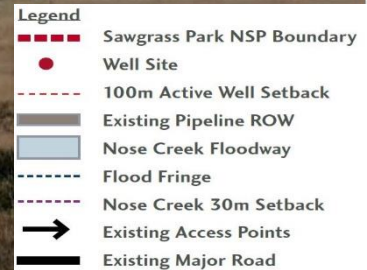 Legend
Sawgrass Park NSP Boundary
Well Site
100m Active Well Setback
Existing Pipeline ROW
Nose Creek Floodway
Flood Fringe
Nose Creek 30m Setback
Existing Access Points
Existing Major Road